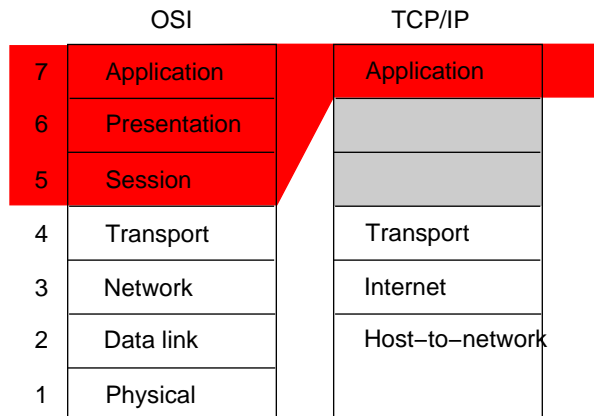 OSI TCP/IP
7 Application Application
6 Presentation
5 Session
4 Transport Transport
3 Network Internet
2 Data link Host−to−network
1 Physical